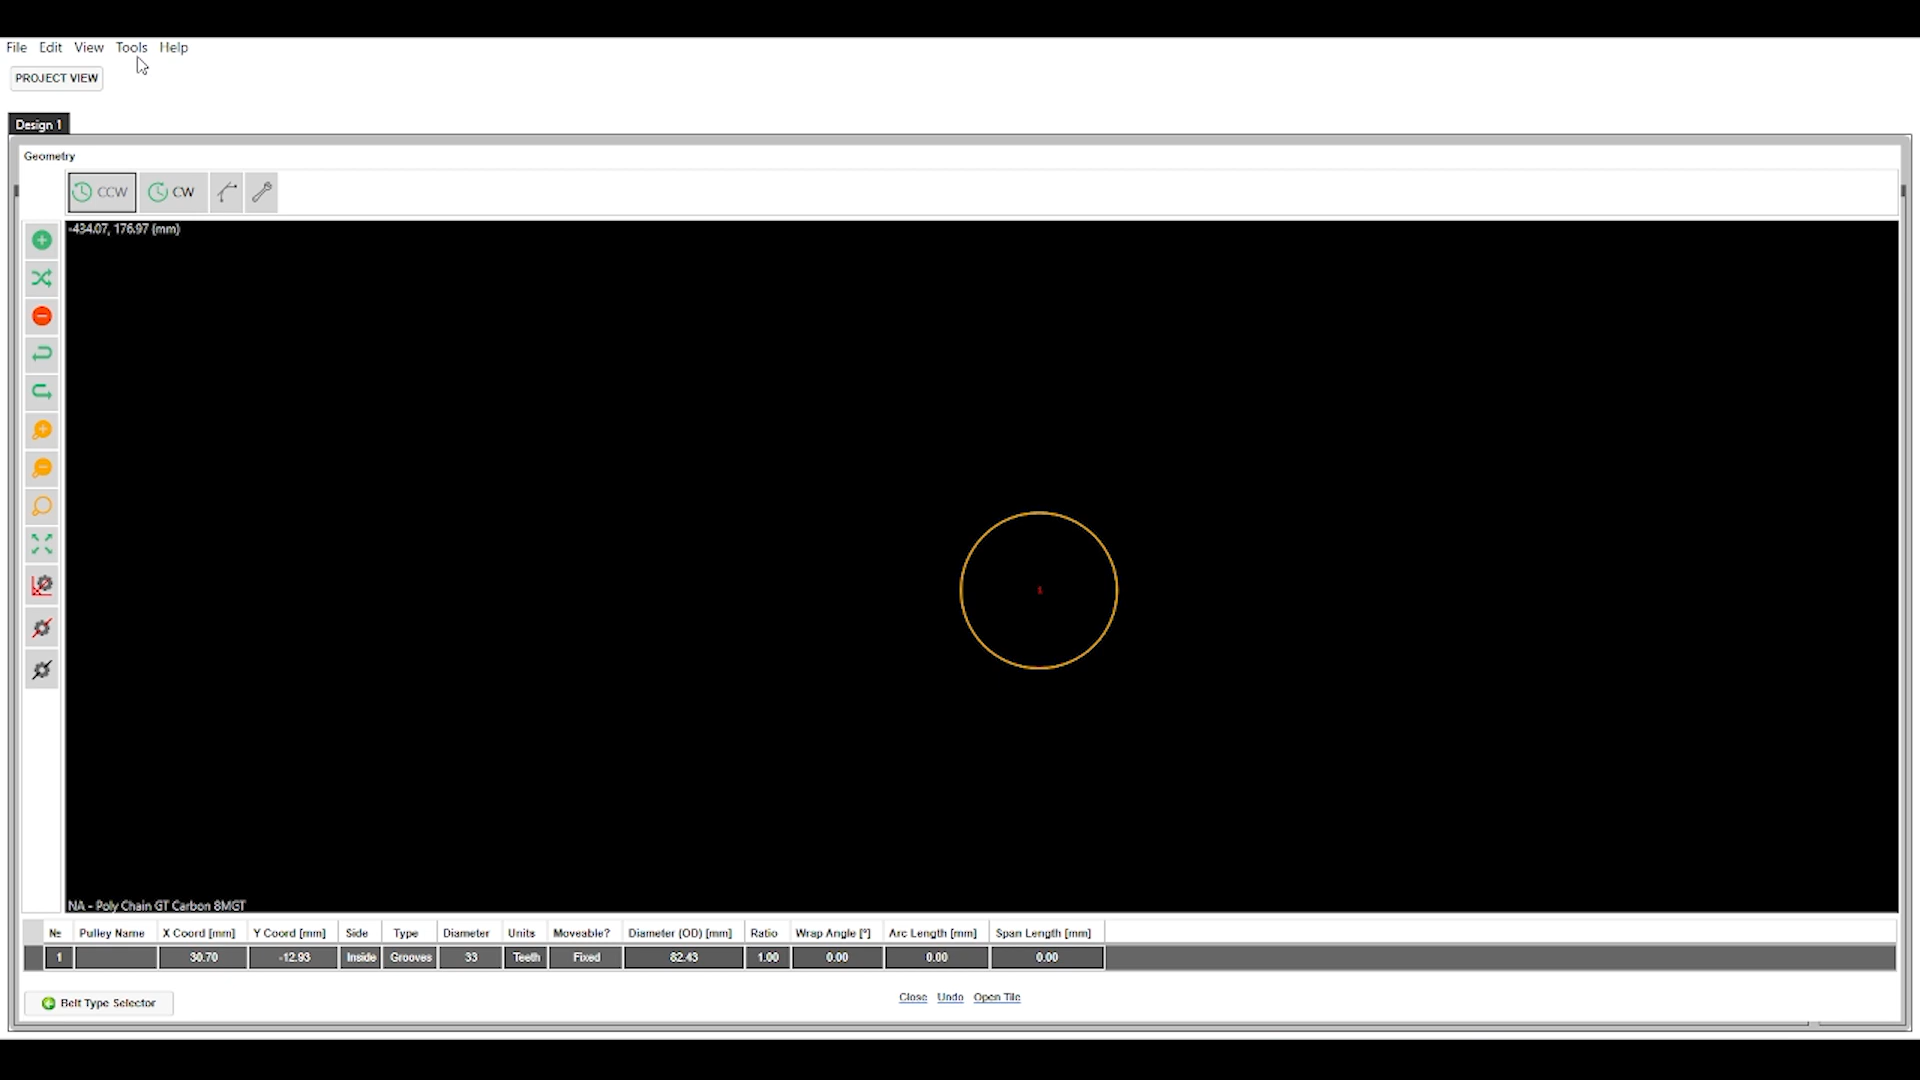 File Edit View Tools Help
PROJECT VIEW
Design 1
Geometry
CCW CW
-434.07, 176.97 (mm)
1
NA - Poly Chain GT Carbon 8MGT
№ Pulley Name X Coord [mm] Y Coord [mm] Side Type Diameter Units Moveable? Diameter (OD) [mm] Ratio Wrap Angle [°] Arc Length [mm] Span Length [mm]
1 30.70 -12.93 Inside Grooves 33 Teeth Fixed 82.43 1.00 0.00 0.00 0.00
Belt Type Selector
Close Undo Open Tile